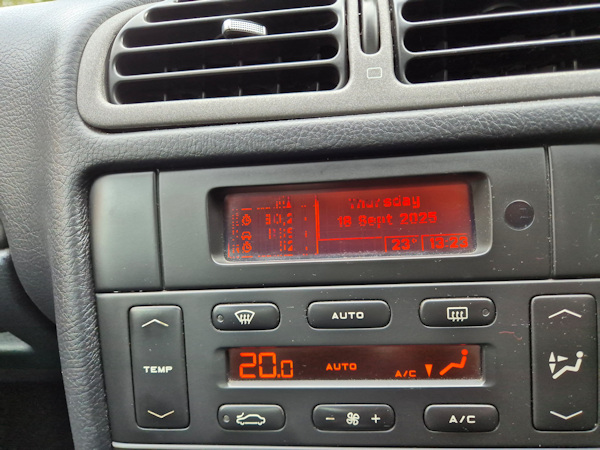 Thursday
18 Sept 2025
23° 13:23
AUTO
TEMP
20.0 AUTO A/C
- +
A/C